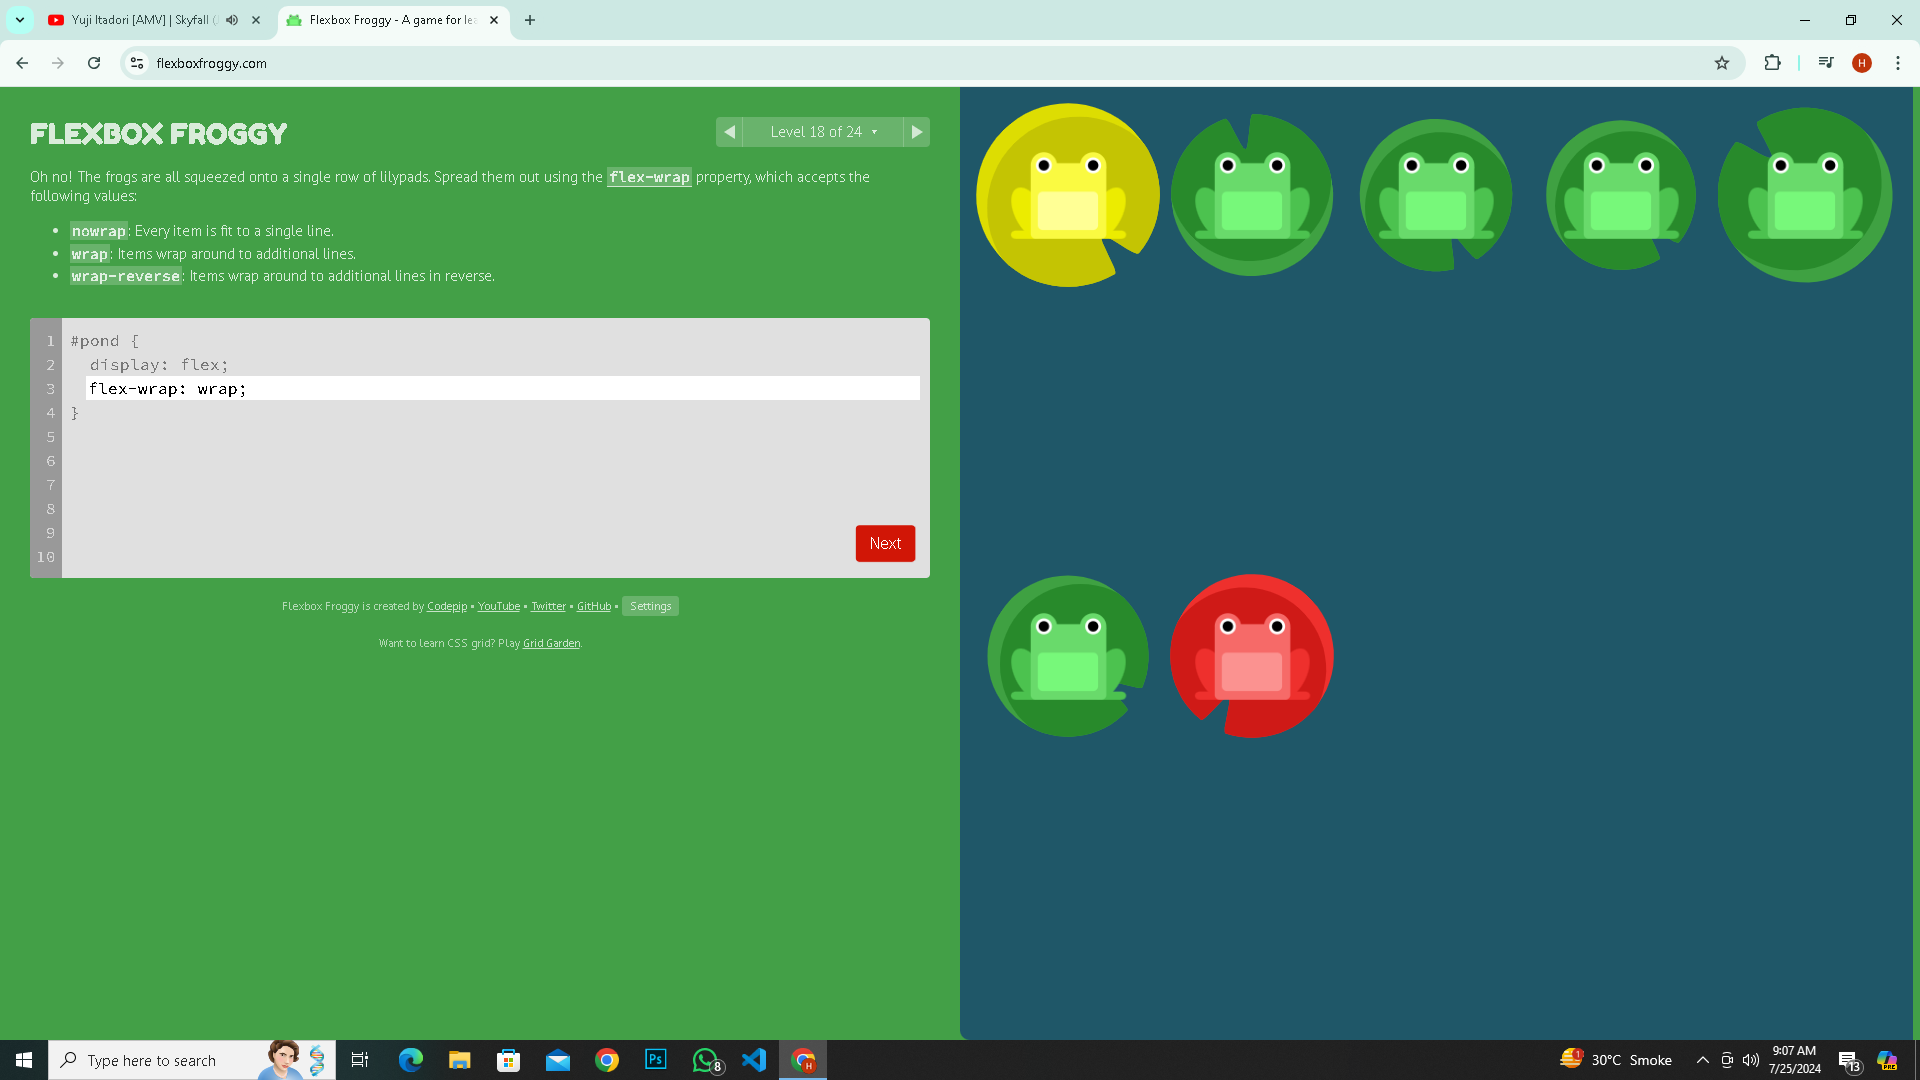 Yuji Itadori [AMV] | Skyfall
Flexbox Froggy - A game for lea
flexboxfroggy.com
H
FLEXBOX FROGGY
Level 18 of 24 ▾
Oh no! The frogs are all squeezed onto a single row of lilypads. Spread them out using the flex-wrap property, which accepts the
following values:
• nowrap: Every item is fit to a single line.
• wrap: Items wrap around to additional lines.
• wrap-reverse: Items wrap around to additional lines in reverse.
1 #pond {
2 display: flex;
3 flex-wrap: wrap;
4 }
5
6
7
8
9
10
Next
Flexbox Froggy is created by Codepip • YouTube • Twitter • GitHub • Settings
Want to learn CSS grid? Play Grid Garden.
Type here to search
Ps
8
H
1
30°C Smoke
9:07 AM
7/25/2024
13
PRE